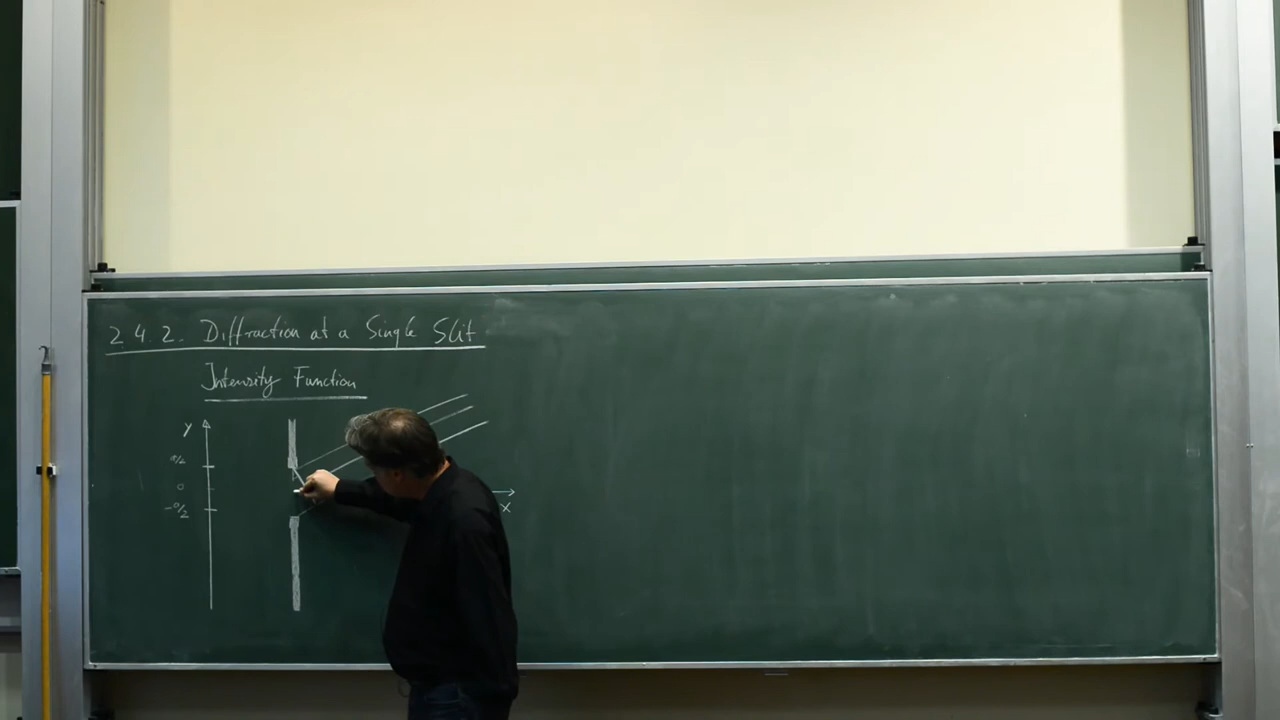 2.4.2. Diffraction at a Single Slit
Intensity Function
y
a/2
0
-a/2
x